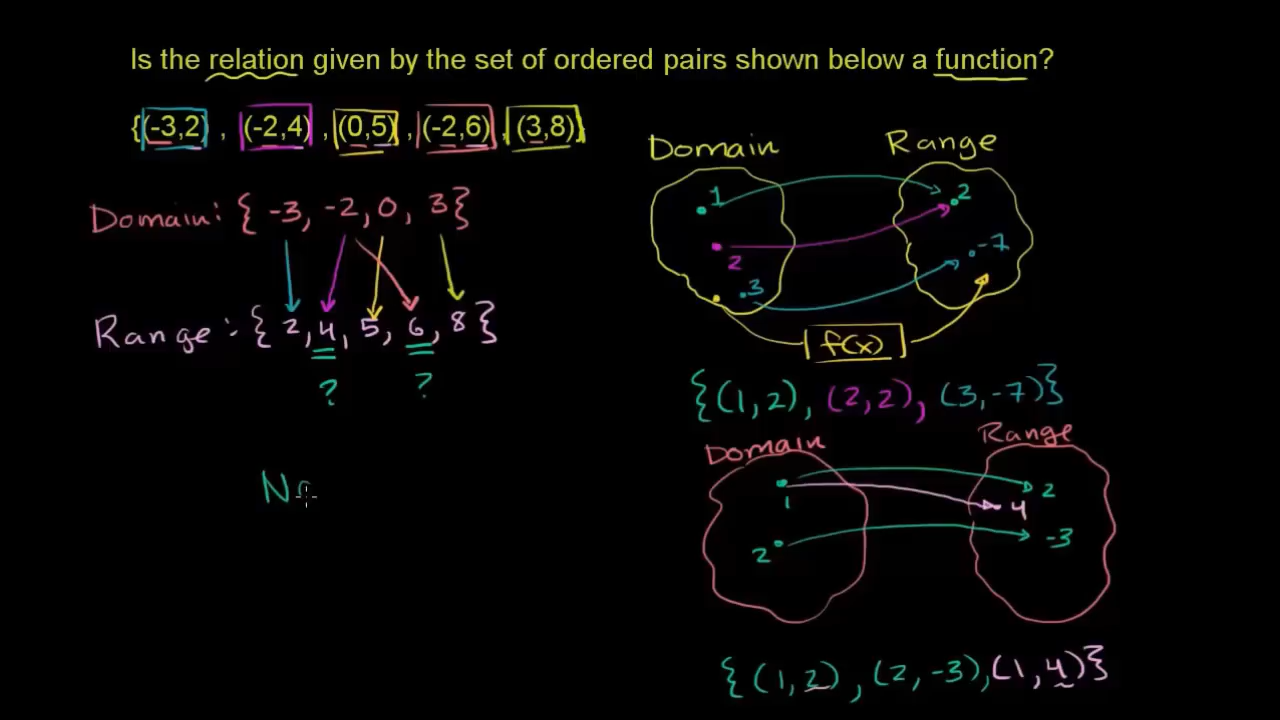 Is the relation given by the set of ordered pairs shown below a function?
{(-3,2) , (-2,4) , (0,5) , (-2,6) , (3,8)}
Domain: { -3, -2, 0, 3}
Range: { 2, 4, 5, 6, 8 }
? ?
No
Domain Range
1 2
2 -7
3
f(x)
{(1,2), (2,2), (3,-7)}
Domain Range
1 2
4
2 -3
{(1,2), (2,-3), (1,4)}